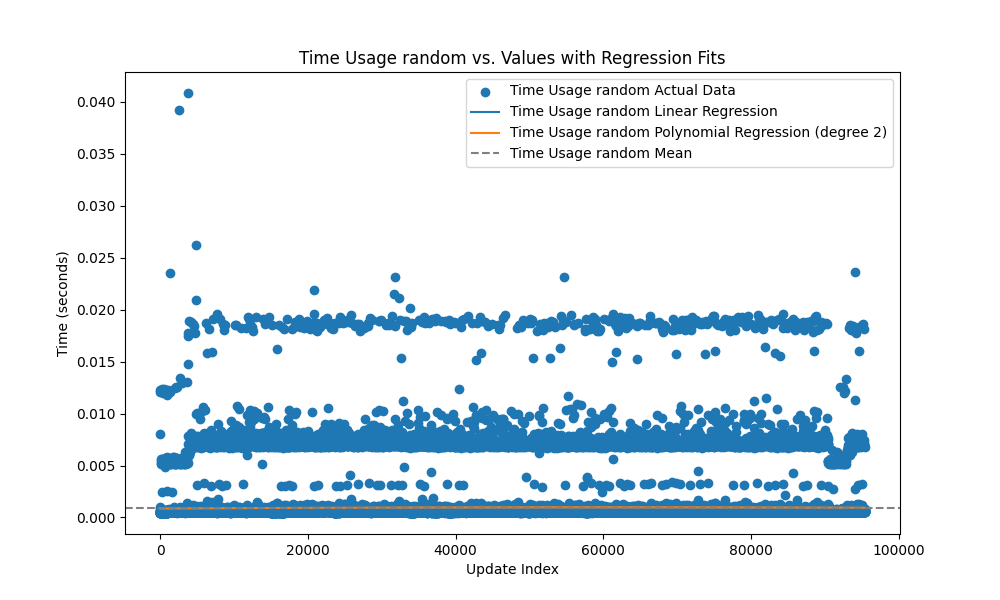 Time Usage random vs. Values with Regression Fits
Time Usage random Actual Data
Time Usage random Linear Regression
Time Usage random Polynomial Regression (degree 2)
Time Usage random Mean
Time (seconds)
0.040
0.035
0.030
0.025
0.020
0.015
0.010
0.005
0.000
0
20000
40000
60000
80000
100000
Update Index